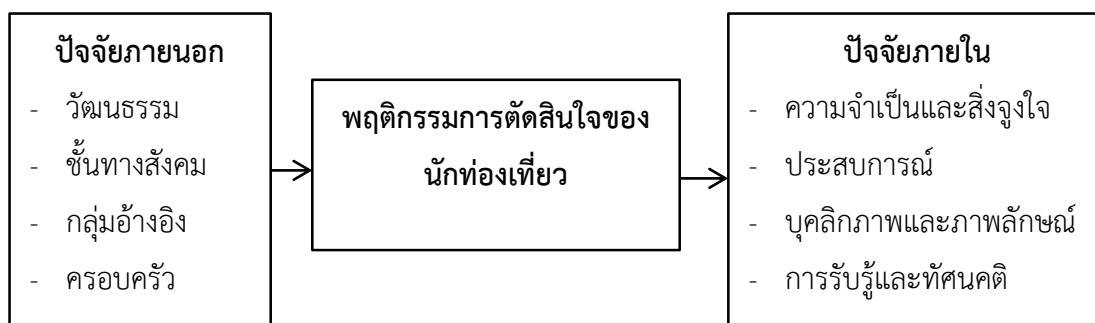 ปัจจัยภายนอก
- วัฒนธรรม
- ชั้นทางสังคม
- กลุ่มอ้างอิง
- ครอบครัว
พฤติกรรมการตัดสินใจของ
นักท่องเที่ยว
ปัจจัยภายใน
- ความจำเป็นและสิ่งจูงใจ
- ประสบการณ์
- บุคลิกภาพและภาพลักษณ์
- การรับรู้และทัศนคติ